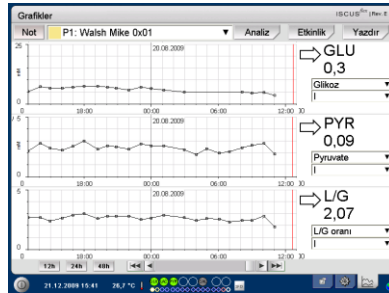 Grafikler
ISCUS
Not P1: Walsh Mike 0x01 Analiz Etkinlik Yazdır
25 20.08.2009
GLU
0,3
Glikoz
I
0 18:00 00:00 06:00 12:00
20.08.2009
PYR
0,09
Pyruvate
I
0 18:00 00:00 06:00 12:00
5 20.08.2009
L/G
2,07
L/G oranı
I
0 18:00 00:00 06:00 12:00
12h 24h 48h
21.12.2009 15:41 26,7 °C